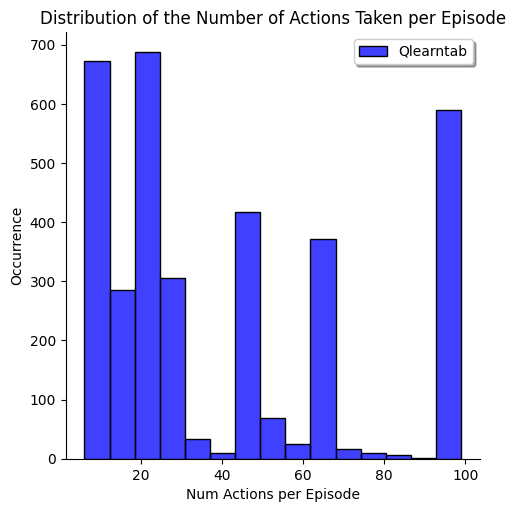 Distribution of the Number of Actions Taken per Episode
Qlearntab
700
600
500
400
300
200
100
0
Occurrence
20 40 60 80 100
Num Actions per Episode